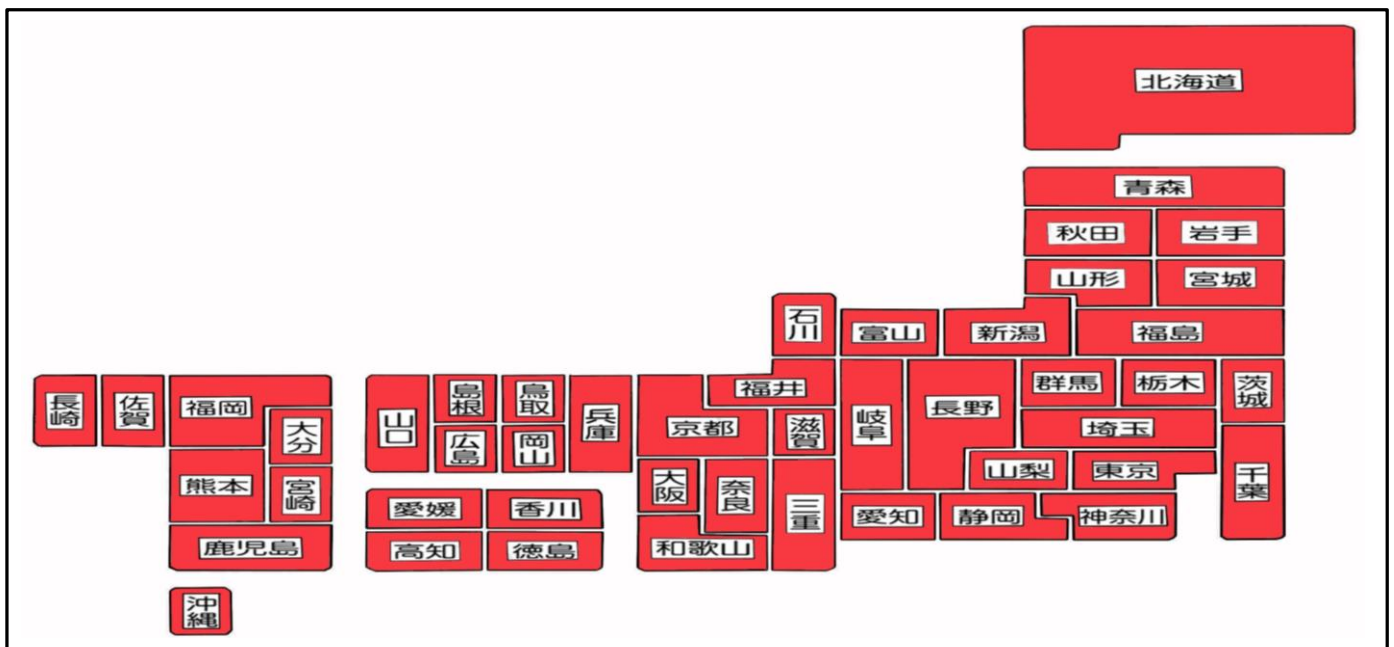 北海道
青森
秋田
岩手
山形
宮城
石川
富山
新潟
福島
福井
岐阜
長野
群馬
栃木
茨城
埼玉
千葉
山梨
東京
愛知
静岡
神奈川
京都
滋賀
大阪
奈良
三重
和歌山
兵庫
鳥取
岡山
島根
広島
山口
愛媛
香川
高知
徳島
長崎
佐賀
福岡
大分
熊本
宮崎
鹿児島
沖縄